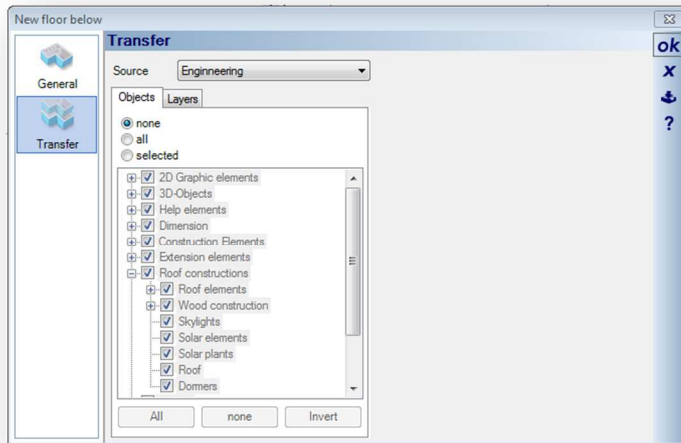 New floor below
General
Transfer
Transfer
Source Enginneering
Objects Layers
none
all
selected
2D Graphic elements
3D-Objects
Help elements
Dimension
Construction Elements
Extension elements
Roof constructions
Roof elements
Wood construction
Skylights
Solar elements
Solar plants
Roof
Dormers
All none Invert
ok
x
?